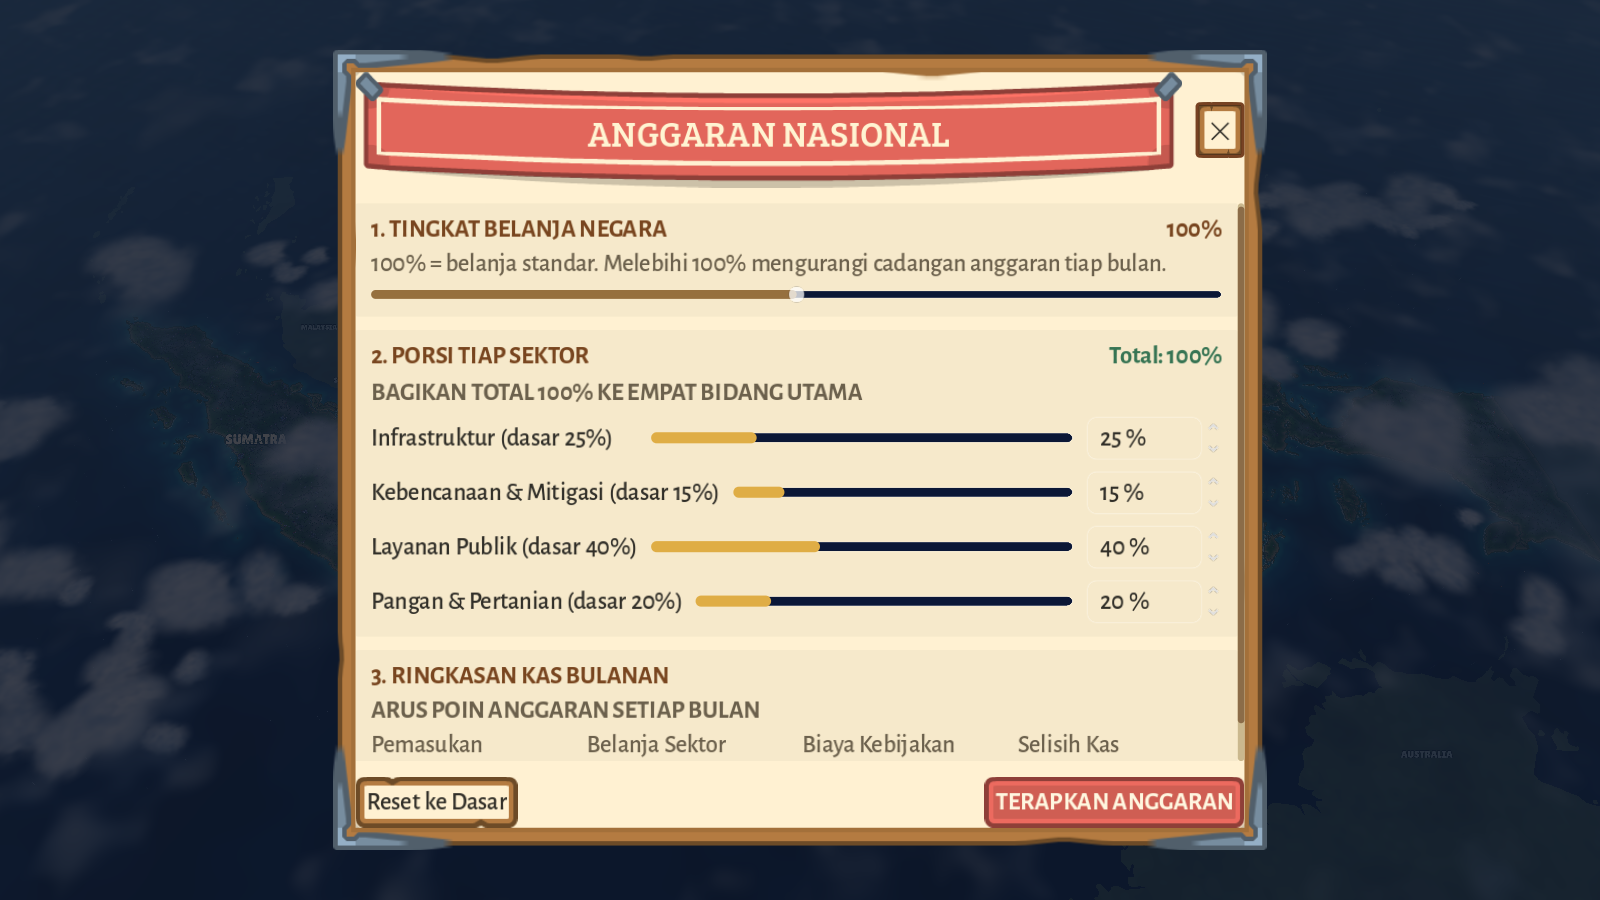 ANGGARAN NASIONAL
1. TINGKAT BELANJA NEGARA 100%
100% = belanja standar. Melebihi 100% mengurangi cadangan anggaran tiap bulan.
2. PORSI TIAP SEKTOR Total: 100%
BAGIKAN TOTAL 100% KE EMPAT BIDANG UTAMA
Infrastruktur (dasar 25%) 25 %
Kebencanaan & Mitigasi (dasar 15%) 15 %
Layanan Publik (dasar 40%) 40 %
Pangan & Pertanian (dasar 20%) 20 %
3. RINGKASAN KAS BULANAN
ARUS POIN ANGGARAN SETIAP BULAN
Pemasukan Belanja Sektor Biaya Kebijakan Selisih Kas
Reset ke Dasar TERAPKAN ANGGARAN
SUMATRA
AUSTRALIA